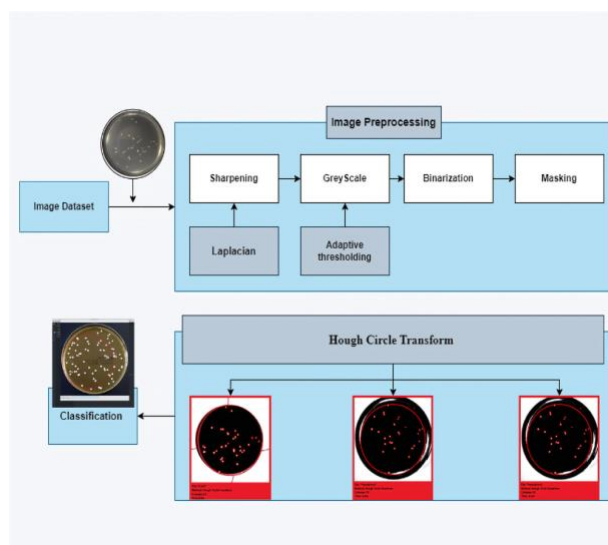 Image Preprocessing
Sharpening
GreyScale
Binarization
Masking
Image Dataset
Laplacian
Adaptive
thresholding
Hough Circle Transform
Classification